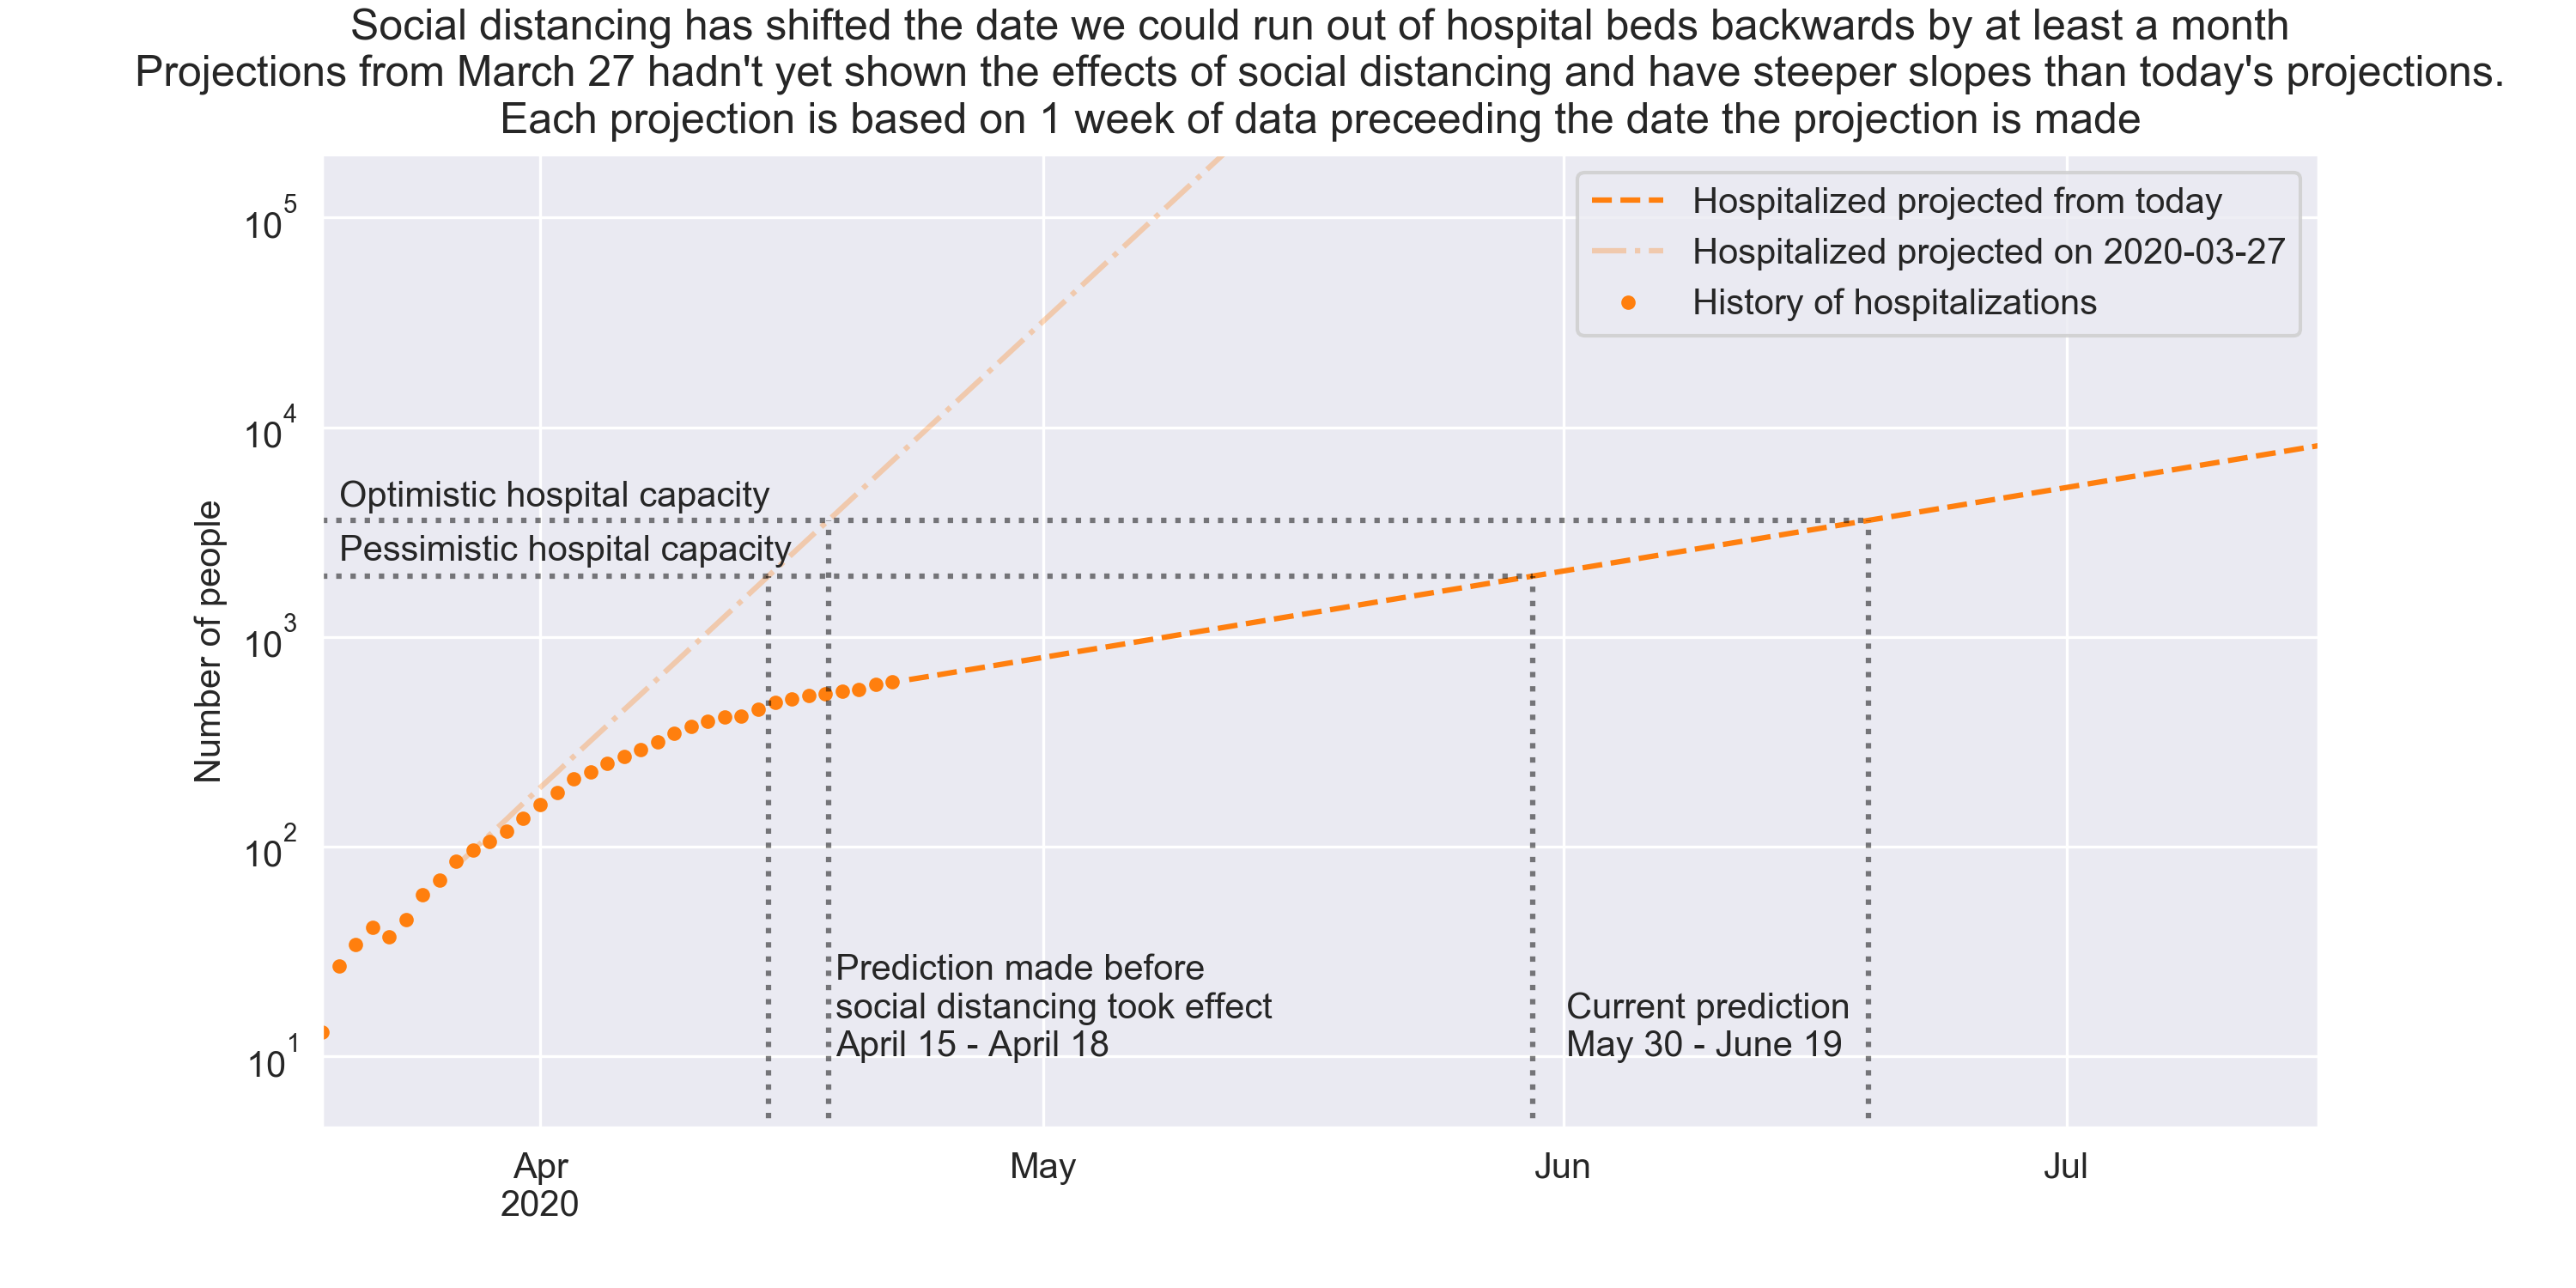 Social distancing has shifted the date we could run out of hospital beds backwards by at least a month
Projections from March 27 hadn't yet shown the effects of social distancing and have steeper slopes than today's projections.
Each projection is based on 1 week of data preceeding the date the projection is made
Hospitalized projected from today
Hospitalized projected on 2020-03-27
History of hospitalizations
10^5
10^4
10^3
10^2
10^1
Number of people
Optimistic hospital capacity
Pessimistic hospital capacity
Prediction made before
social distancing took effect
April 15 - April 18
Current prediction
May 30 - June 19
Apr
2020
May
Jun
Jul